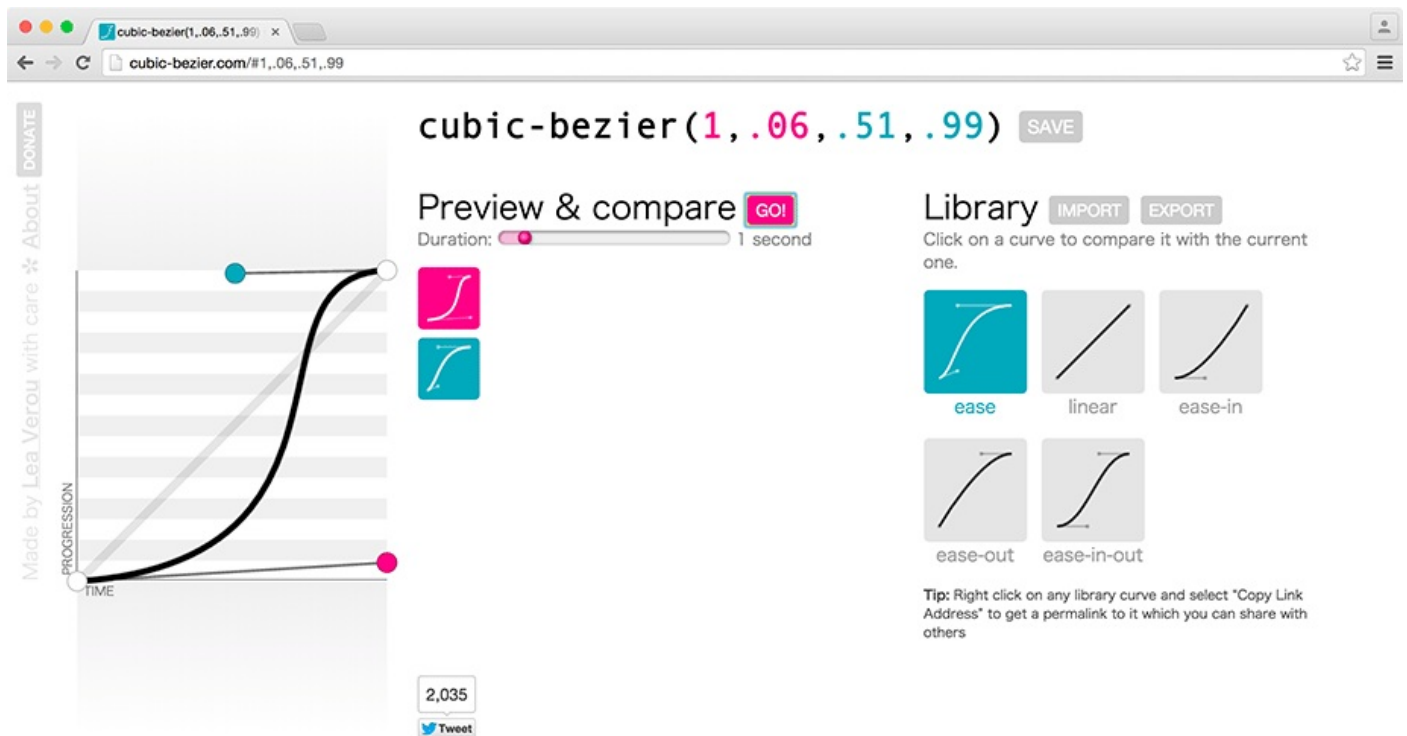 cubic-bezier(1,.06,.51,.99)
cubic-bezier.com/#1,.06,.51,.99
Made by Lea Verou with care ✲ About DONATE
cubic-bezier(1,.06,.51,.99) SAVE
Preview & compare GO!
Duration: 1 second
PROGRESSION
TIME
Library IMPORT EXPORT
Click on a curve to compare it with the current
one.
ease linear ease-in
ease-out ease-in-out
Tip: Right click on any library curve and select "Copy Link
Address" to get a permalink to it which you can share with
others
2,035
Tweet